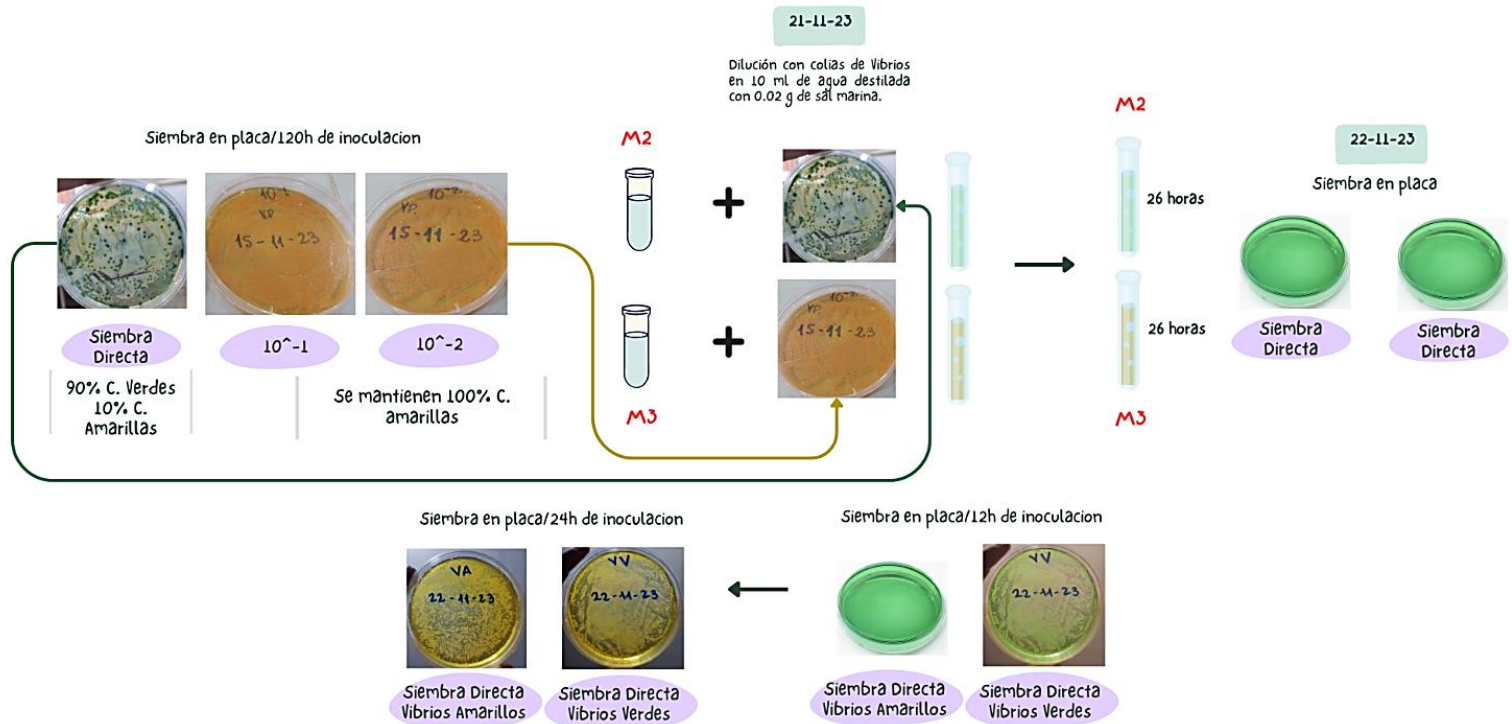 21-11-23
Dilución con colias de Vibrios
en 10 ml de agua destilada
con 0.02 g de sal marina.
Siembra en placa/120h de inoculacion
10^-1
VP
15-11-23
10^-2
VP.
15-11-23
Siembra
Directa
10^-1
10^-2
90% C. Verdes
10% C.
Amarillas
Se mantienen 100% C.
amarillas
M2
+
M3
+
10^-2
VP.
15-11-23
M2
26 horas
26 horas
M3
22-11-23
Siembra en placa
Siembra
Directa
Siembra
Directa
Siembra en placa/24h de inoculacion
VA
22-11-23
VV
22-11-23
Siembra Directa
Vibrios Amarillos
Siembra Directa
Vibrios Verdes
Siembra en placa/12h de inoculacion
VV
22-11-23
Siembra Directa
Vibrios Amarillos
Siembra Directa
Vibrios Verdes